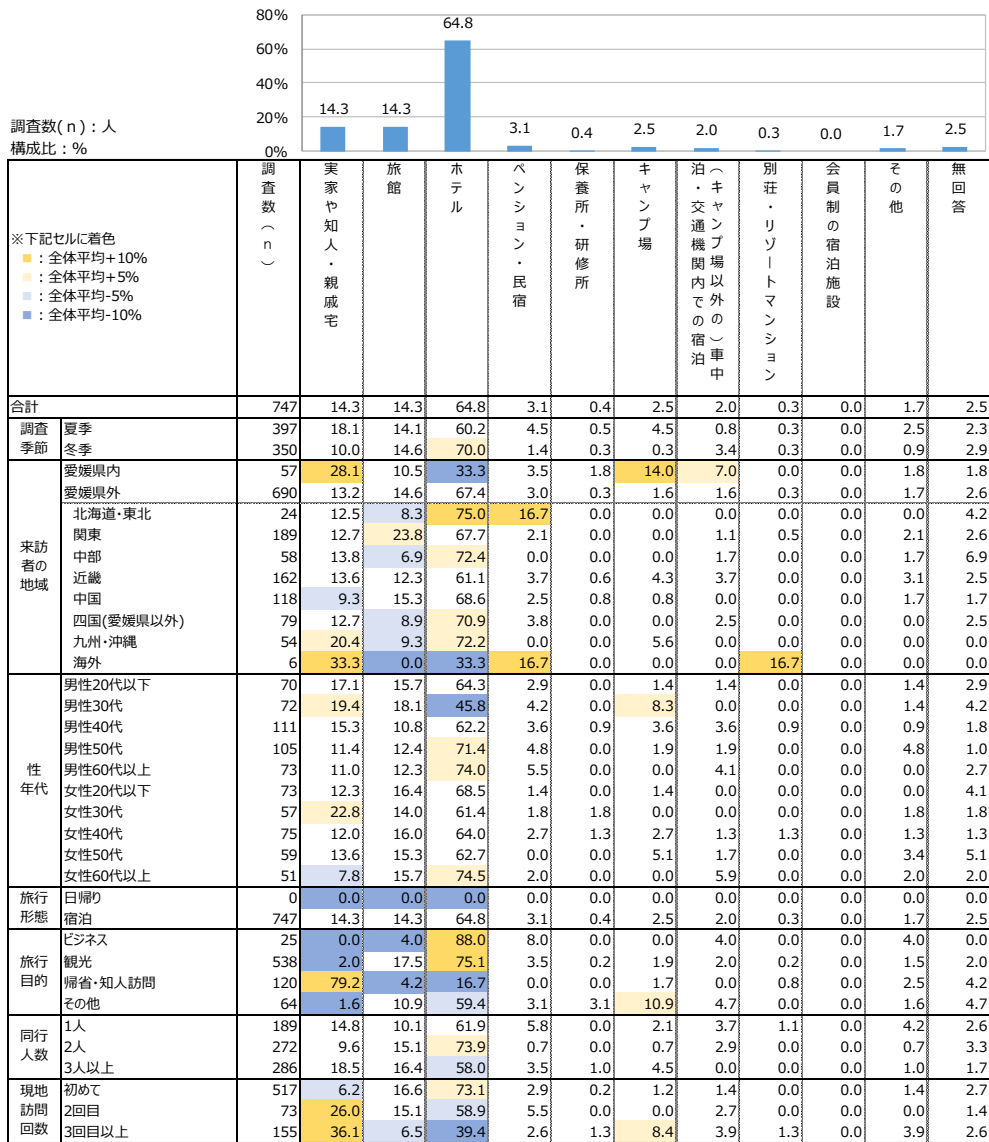 80%
60%
40%
20%
0%
14.3 14.3 64.8 3.1 0.4 2.5 2.0 0.3 0.0 1.7 2.5
調査数(ｎ)：人
構成比：%
※下記セルに着色
■：全体平均+10%
■：全体平均+5%
■：全体平均-5%
■：全体平均-10%
調査数（ｎ）
実家や知人・親戚宅
旅館
ホテル
ペンション・民宿
保養所・研修所
キャンプ場
（キャンプ場以外の）車中
泊・交通機関内での宿泊
別荘・リゾートマンション
会員制の宿泊施設
その他
無回答
合計 747 14.3 14.3 64.8 3.1 0.4 2.5 2.0 0.3 0.0 1.7 2.5
調査
季節
夏季 397 18.1 14.1 60.2 4.5 0.5 4.5 0.8 0.3 0.0 2.5 2.3
冬季 350 10.0 14.6 70.0 1.4 0.3 0.3 3.4 0.3 0.0 0.9 2.9
来訪
者の
地域
愛媛県内 57 28.1 10.5 33.3 3.5 1.8 14.0 7.0 0.0 0.0 1.8 1.8
愛媛県外 690 13.2 14.6 67.4 3.0 0.3 1.6 1.6 0.3 0.0 1.7 2.6
北海道・東北 24 12.5 8.3 75.0 16.7 0.0 0.0 0.0 0.0 0.0 0.0 4.2
関東 189 12.7 23.8 67.7 2.1 0.0 0.0 1.1 0.5 0.0 2.1 2.6
中部 58 13.8 6.9 72.4 0.0 0.0 0.0 1.7 0.0 0.0 1.7 6.9
近畿 162 13.6 12.3 61.1 3.7 0.6 4.3 3.7 0.0 0.0 3.1 2.5
中国 118 9.3 15.3 68.6 2.5 0.8 0.8 0.0 0.0 0.0 1.7 1.7
四国(愛媛県以外) 79 12.7 8.9 70.9 3.8 0.0 0.0 2.5 0.0 0.0 0.0 2.5
九州・沖縄 54 20.4 9.3 72.2 0.0 0.0 5.6 0.0 0.0 0.0 0.0 0.0
海外 6 33.3 0.0 33.3 16.7 0.0 0.0 0.0 16.7 0.0 0.0 0.0
性
年代
男性20代以下 70 17.1 15.7 64.3 2.9 0.0 1.4 1.4 0.0 0.0 1.4 2.9
男性30代 72 19.4 18.1 45.8 4.2 0.0 8.3 0.0 0.0 0.0 1.4 4.2
男性40代 111 15.3 10.8 62.2 3.6 0.9 3.6 3.6 0.9 0.0 0.9 1.8
男性50代 105 11.4 12.4 71.4 4.8 0.0 1.9 1.9 0.0 0.0 4.8 1.0
男性60代以上 73 11.0 12.3 74.0 5.5 0.0 0.0 4.1 0.0 0.0 0.0 2.7
女性20代以下 73 12.3 16.4 68.5 1.4 0.0 1.4 0.0 0.0 0.0 0.0 4.1
女性30代 57 22.8 14.0 61.4 1.8 1.8 0.0 0.0 0.0 0.0 1.8 1.8
女性40代 75 12.0 16.0 64.0 2.7 1.3 2.7 1.3 1.3 0.0 1.3 1.3
女性50代 59 13.6 15.3 62.7 0.0 0.0 5.1 1.7 0.0 0.0 3.4 5.1
女性60代以上 51 7.8 15.7 74.5 2.0 0.0 0.0 5.9 0.0 0.0 2.0 2.0
旅行
形態
日帰り 0 0.0 0.0 0.0 0.0 0.0 0.0 0.0 0.0 0.0 0.0 0.0
宿泊 747 14.3 14.3 64.8 3.1 0.4 2.5 2.0 0.3 0.0 1.7 2.5
旅行
目的
ビジネス 25 0.0 4.0 88.0 8.0 0.0 0.0 4.0 0.0 0.0 4.0 0.0
観光 538 2.0 17.5 75.1 3.5 0.2 1.9 2.0 0.2 0.0 1.5 2.0
帰省・知人訪問 120 79.2 4.2 16.7 0.0 0.0 1.7 0.0 0.8 0.0 2.5 4.2
その他 64 1.6 10.9 59.4 3.1 3.1 10.9 4.7 0.0 0.0 1.6 4.7
同行
人数
1人 189 14.8 10.1 61.9 5.8 0.0 2.1 3.7 1.1 0.0 4.2 2.6
2人 272 9.6 15.1 73.9 0.7 0.0 0.7 2.9 0.0 0.0 0.7 3.3
3人以上 286 18.5 16.4 58.0 3.5 1.0 4.5 0.0 0.0 0.0 1.0 1.7
現地
訪問
回数
初めて 517 6.2 16.6 73.1 2.9 0.2 1.2 1.4 0.0 0.0 1.4 2.7
2回目 73 26.0 15.1 58.9 5.5 0.0 0.0 2.7 0.0 0.0 0.0 1.4
3回目以上 155 36.1 6.5 39.4 2.6 1.3 8.4 3.9 1.3 0.0 3.9 2.6